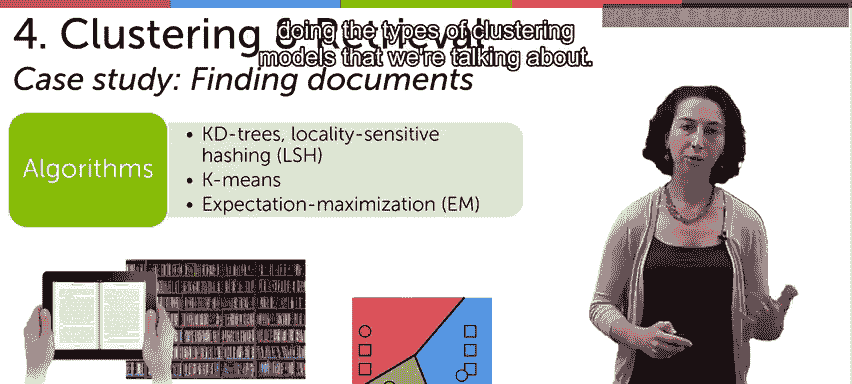 4. Clustering & Retrieval
doing the types of clustering
models that we're talking about.
Case study: Finding documents
Algorithms
• KD-trees, locality-sensitive
hashing (LSH)
• K-means
• Expectation-maximization (EM)